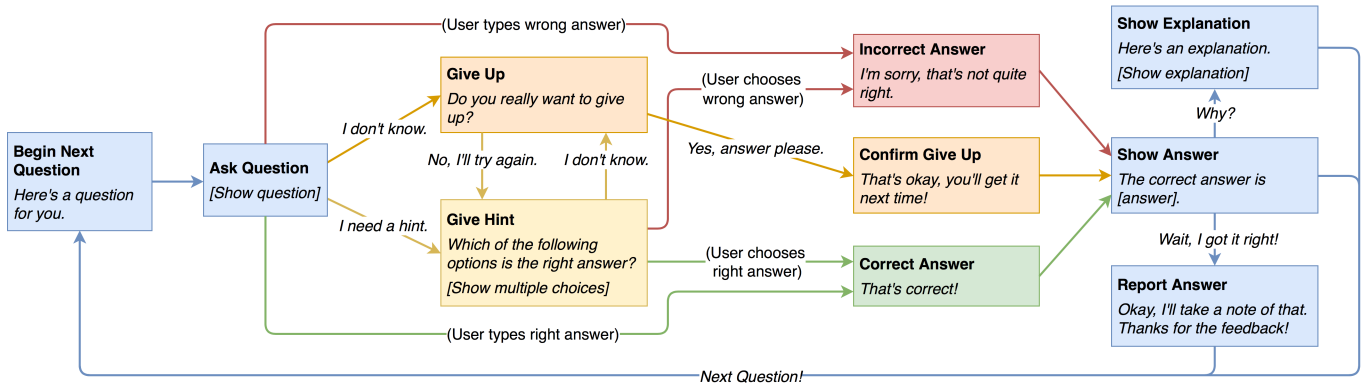 Begin Next
Question
Here's a question
for you.
Ask Question
[Show question]
(User types wrong answer)
I don't know.
I need a hint.
(User types right answer)
Give Up
Do you really want to give
up?
No, I'll try again.
I don't know.
Give Hint
Which of the following
options is the right answer?
[Show multiple choices]
(User chooses
wrong answer)
Yes, answer please.
(User chooses
right answer)
Incorrect Answer
I'm sorry, that's not quite
right.
Confirm Give Up
That's okay, you'll get it
next time!
Correct Answer
That's correct!
Show Explanation
Here's an explanation.
[Show explanation]
Why?
Show Answer
The correct answer is
[answer].
Wait, I got it right!
Report Answer
Okay, I'll take a note of that.
Thanks for the feedback!
Next Question!